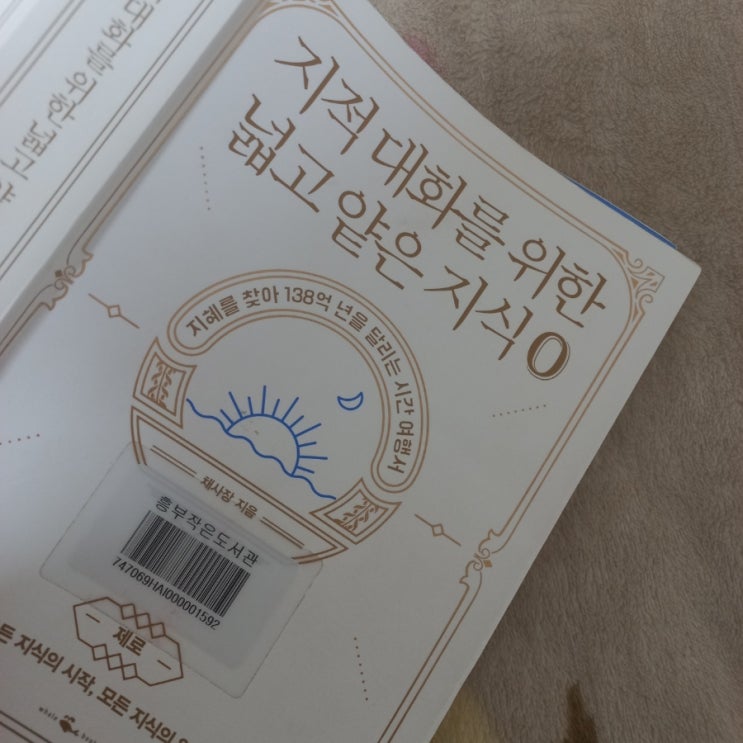 지적 대화를 위한
넓고 얕은 지식 0
지혜를 찾아 138억 년을 달리는 시간 여행서
채사장 지음
흥부작은도서관
747069HAI000001592
제로
든 지식의 시작, 모든 지식의
whale books